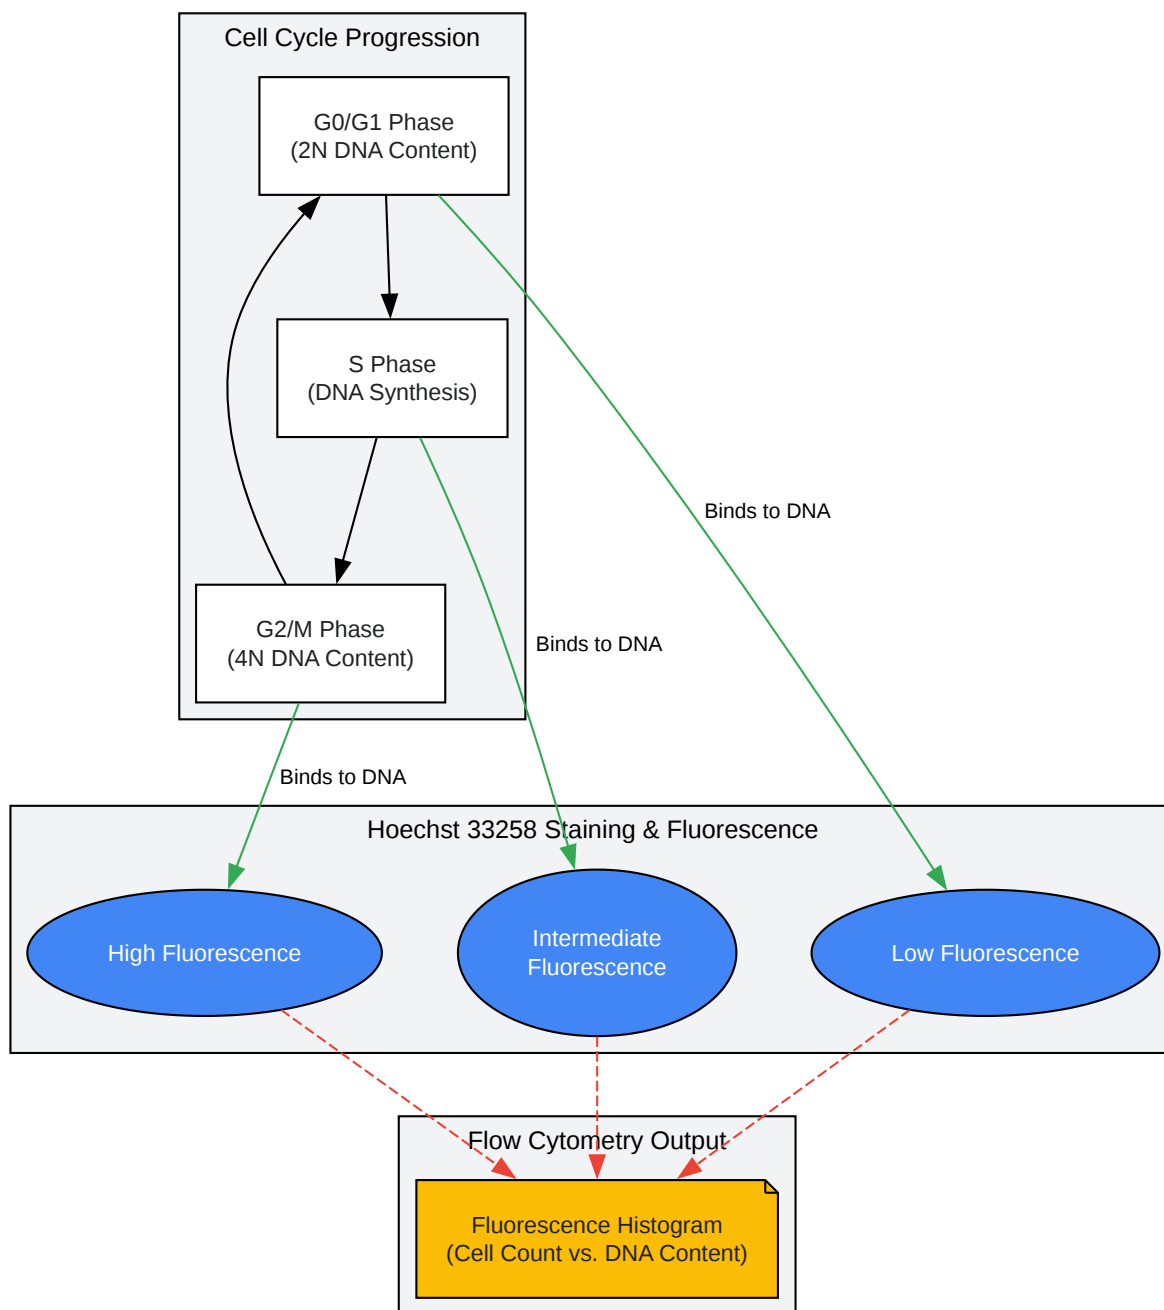 Cell Cycle Progression
G0/G1 Phase
(2N DNA Content)
S Phase
(DNA Synthesis)
Binds to DNA
G2/M Phase
(4N DNA Content)
Binds to DNA
Binds to DNA
Hoechst 33258 Staining & Fluorescence
High Fluorescence
Intermediate
Fluorescence
Low Fluorescence
Flow Cytometry Output
Fluorescence Histogram
(Cell Count vs. DNA Content)